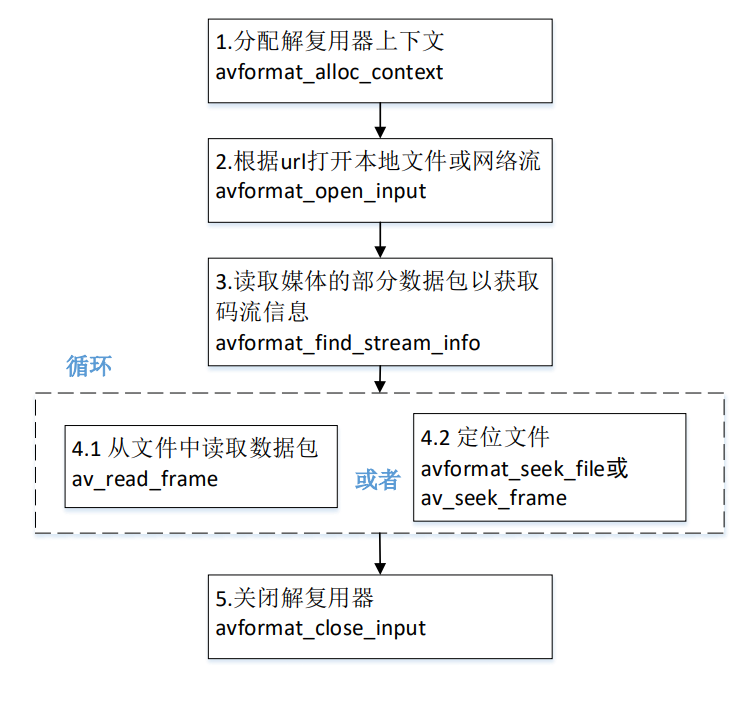 1.分配解复用器上下文
avformat_alloc_context
2.根据url打开本地文件或网络流
avformat_open_input
3.读取媒体的部分数据包以获取
码流信息
avformat_find_stream_info
循环
4.1 从文件中读取数据包
av_read_frame
或者
4.2 定位文件
avformat_seek_file或
av_seek_frame
5.关闭解复用器
avformat_close_input